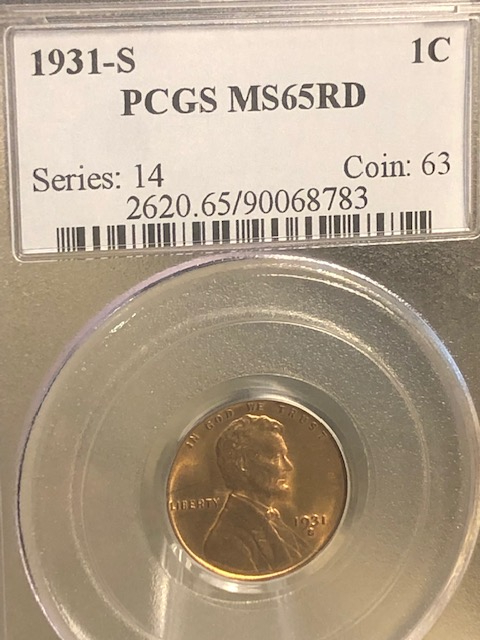 1931-S 1C
PCGS MS65RD
Series: 14 Coin: 63
2620.65/90068783
IN GOD WE TRUST
LIBERTY
1931
S